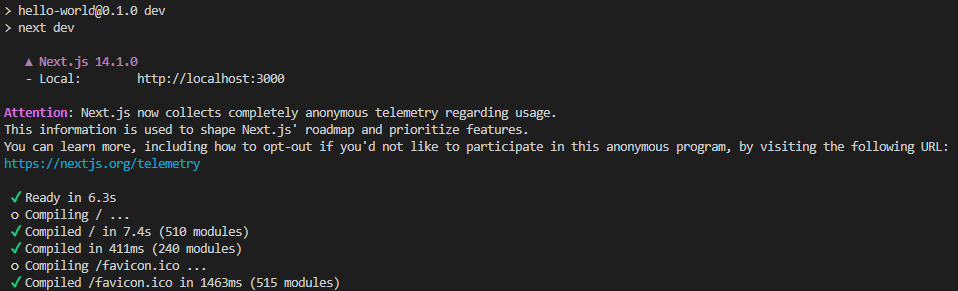 > hello-world@0.1.0 dev
> next dev
▲ Next.js 14.1.0
- Local: http://localhost:3000
Attention: Next.js now collects completely anonymous telemetry regarding usage.
This information is used to shape Next.js' roadmap and prioritize features.
You can learn more, including how to opt-out if you'd not like to participate in this anonymous program, by visiting the following URL:
https://nextjs.org/telemetry
✓ Ready in 6.3s
○ Compiling / ...
✓ Compiled / in 7.4s (510 modules)
✓ Compiled in 411ms (240 modules)
○ Compiling /favicon.ico ...
✓ Compiled /favicon.ico in 1463ms (515 modules)